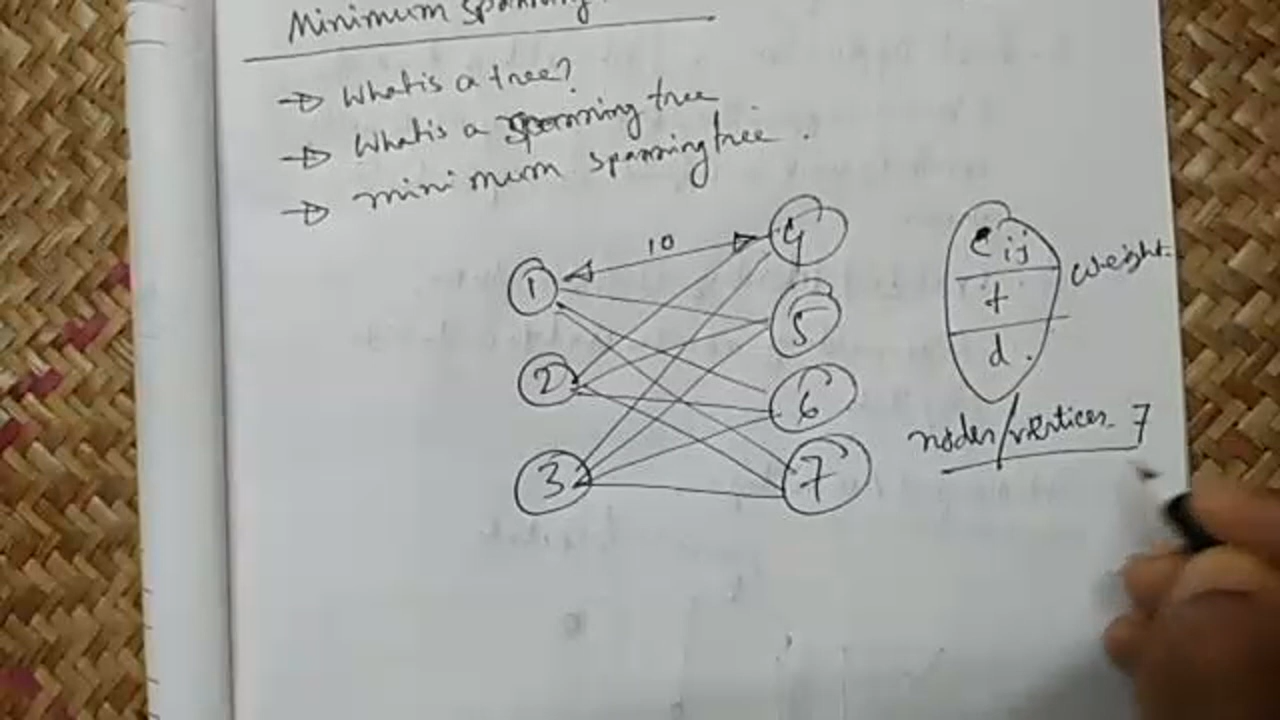 Minimum spanning
→ What is a tree?
→ What is a spanning tree
→ minimum spanning tree.
10
1
2
3
4
5
6
7
cij
t
d.
weight.
nodes/vertices 7